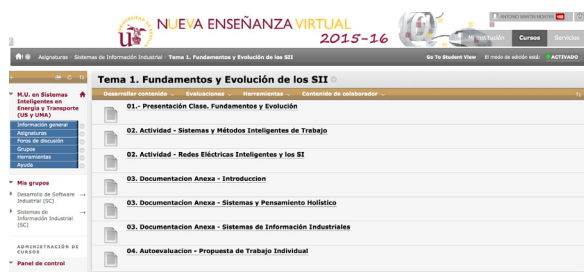 NUEVA ENSEÑANZA VIRTUAL
2015-16
ANTONIO MARTIN MONTES
Mi Institución Cursos Servicios
Asignaturas Sistemas de Información Industrial Tema 1. Fundamentos y Evolución de los SII
Go To Student View El modo de edición está: ACTIVADO
M.U. en Sistemas
Inteligentes en
Energía y Transporte
(US y UMA)
Información general
Asignaturas
Foros de discusión
Grupos
Herramientas
Ayuda
Mis grupos
Desarrollo de Software
Industrial (SC)
Sistemas de
Información Industrial
(SC)
ADMINISTRACIÓN DE
CURSOS
Panel de control
Tema 1. Fundamentos y Evolución de los SII
Desarrollar contenido Evaluaciones Herramientas Contenido de colaborador
01.- Presentación Clase. Fundamentos y Evolución
02. Actividad - Sistemas y Métodos Inteligentes de Trabajo
02. Actividad - Redes Eléctricas Inteligentes y los SI
03. Documentacion Anexa - Introduccion
03. Documentacion Anexa - Sistemas y Pensamiento Holístico
03. Documentacion Anexa - Sistemas de Información Industriales
04. Autoevaluacion - Propuesta de Trabajo Individual